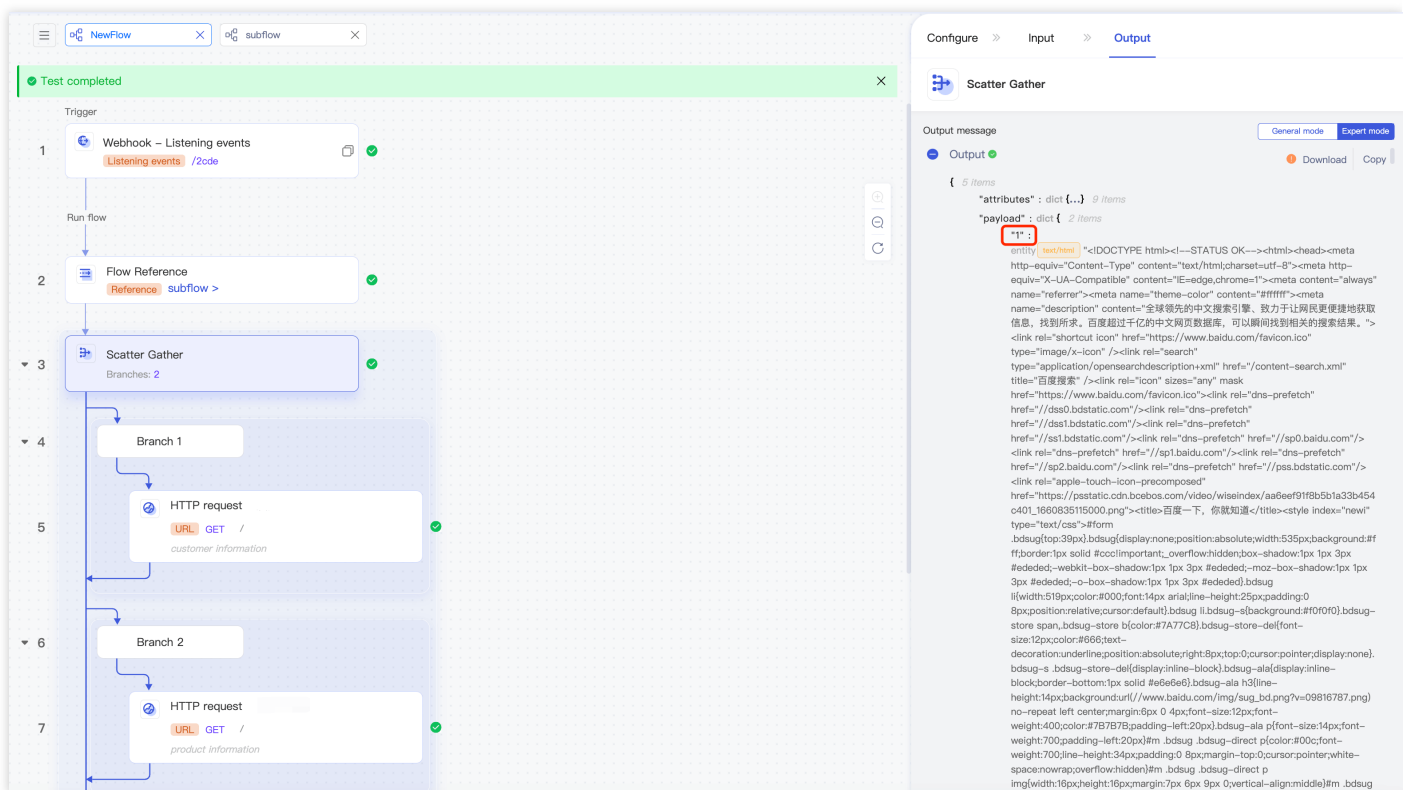 NewFlow
subflow
Test completed
Trigger
1
Webhook – Listening events
Listening events /2cde
Run flow
2
Flow Reference
Reference subflow >
3
Scatter Gather
Branches: 2
4
Branch 1
5
HTTP request
URL GET /
customer information
6
Branch 2
7
HTTP request
URL GET /
product information
Configure » Input » Output
Scatter Gather
Output message
General mode Expert mode
Output
Download Copy
{ 5 items
"attributes" : dict {...} 9 items
"payload" : dict { 2 items
"1" :
entity text/html "<!DOCTYPE html><!--STATUS OK--><html><head><meta
http-equiv="Content-Type" content="text/html;charset=utf-8"><meta http-
equiv="X-UA-Compatible" content="IE=edge,chrome=1"><meta content="always"
name="referrer"><meta name="theme-color" content="#ffffff"><meta
name="description" content="全球领先的中文搜索引擎、致力于让网民更便捷地获取
信息，找到所求。百度超过千亿的中文网页数据库，可以瞬间找到相关的搜索结果。">
<link rel="shortcut icon" href="https://www.baidu.com/favicon.ico"
type="image/x-icon" /><link rel="search"
type="application/opensearchdescription+xml" href="/content-search.xml"
title="百度搜索" /><link rel="icon" sizes="any" mask
href="https://www.baidu.com/favicon.ico"><link rel="dns-prefetch"
href="//dss0.bdstatic.com"/><link rel="dns-prefetch"
href="//dss1.bdstatic.com"/><link rel="dns-prefetch"
href="//ss1.bdstatic.com"/><link rel="dns-prefetch" href="//sp0.baidu.com"/>
<link rel="dns-prefetch" href="//sp1.baidu.com"/><link rel="dns-prefetch"
href="//sp2.baidu.com"/><link rel="dns-prefetch" href="//pss.bdstatic.com"/>
<link rel="apple-touch-icon-precomposed"
href="https://psstatic.cdn.bcebos.com/video/wiseindex/aa6eef91f8b5b1a33b454
c401_1660835115000.png"><title>百度一下，你就知道</title><style index="newi"
type="text/css">#form
.bdsug{top:39px}.bdsug{display:none;position:absolute;width:535px;background:#f
ff;border:1px solid #ccc!important;_overflow:hidden;box-shadow:1px 1px 3px
#ededed;-webkit-box-shadow:1px 1px 3px #ededed;-moz-box-shadow:1px 1px
3px #ededed;-o-box-shadow:1px 1px 3px #ededed}.bdsug
li{width:519px;color:#000;font:14px arial;line-height:25px;padding:0
8px;position:relative;cursor:default}.bdsug li.bdsug-s{background:#f0f0f0}.bdsug-
store span,.bdsug-store b{color:#7A77C8}.bdsug-store-del{font-
size:12px;color:#666;text-
decoration:underline;position:absolute;right:8px;top:0;cursor:pointer;display:none}.
bdsug-s .bdsug-store-del{display:inline-block}.bdsug-ala{display:inline-
block;border-bottom:1px solid #e6e6e6}.bdsug-ala h3{line-
height:14px;background:url(//www.baidu.com/img/sug_bd.png?v=09816787.png)
no-repeat left center;margin:6px 0 4px;font-size:12px;font-
weight:400;color:#7B7B7B;padding-left:20px}.bdsug-ala p{font-size:14px;font-
weight:700;padding-left:20px}#m .bdsug .bdsug-direct p{color:#00c;font-
weight:700;line-height:34px;padding:0 8px;margin-top:0;cursor:pointer;white-
space:nowrap;overflow:hidden}#m .bdsug .bdsug-direct p
img{width:16px;height:16px;margin:7px 6px 9px 0;vertical-align:middle}#m .bdsug